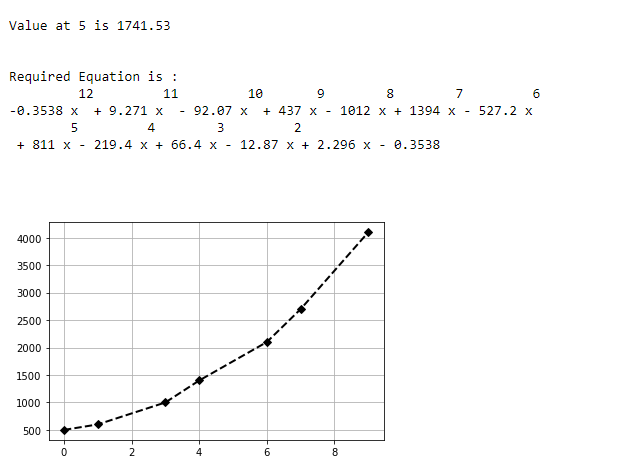 Value at 5 is 1741.53
Required Equation is :
12 11 10 9 8 7 6
-0.3538 x + 9.271 x - 92.07 x + 437 x - 1012 x + 1394 x - 527.2 x
5 4 3 2
+ 811 x - 219.4 x + 66.4 x - 12.87 x + 2.296 x - 0.3538
4000
3500
3000
2500
2000
1500
1000
500
0 2 4 6 8